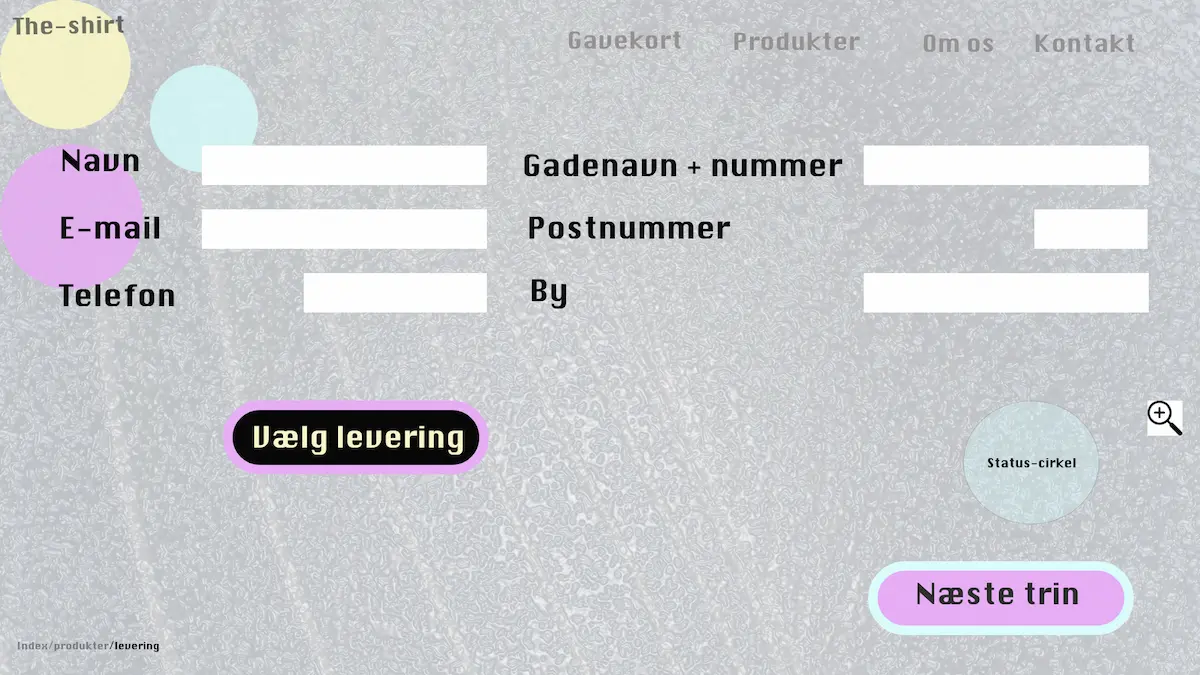 The-shirt
Gavekort Produkter Om os Kontakt
Navn
Gadenavn + nummer
E-mail
Postnummer
Telefon
By
Vælg levering
Status-cirkel
Næste trin
Index/produkter/levering